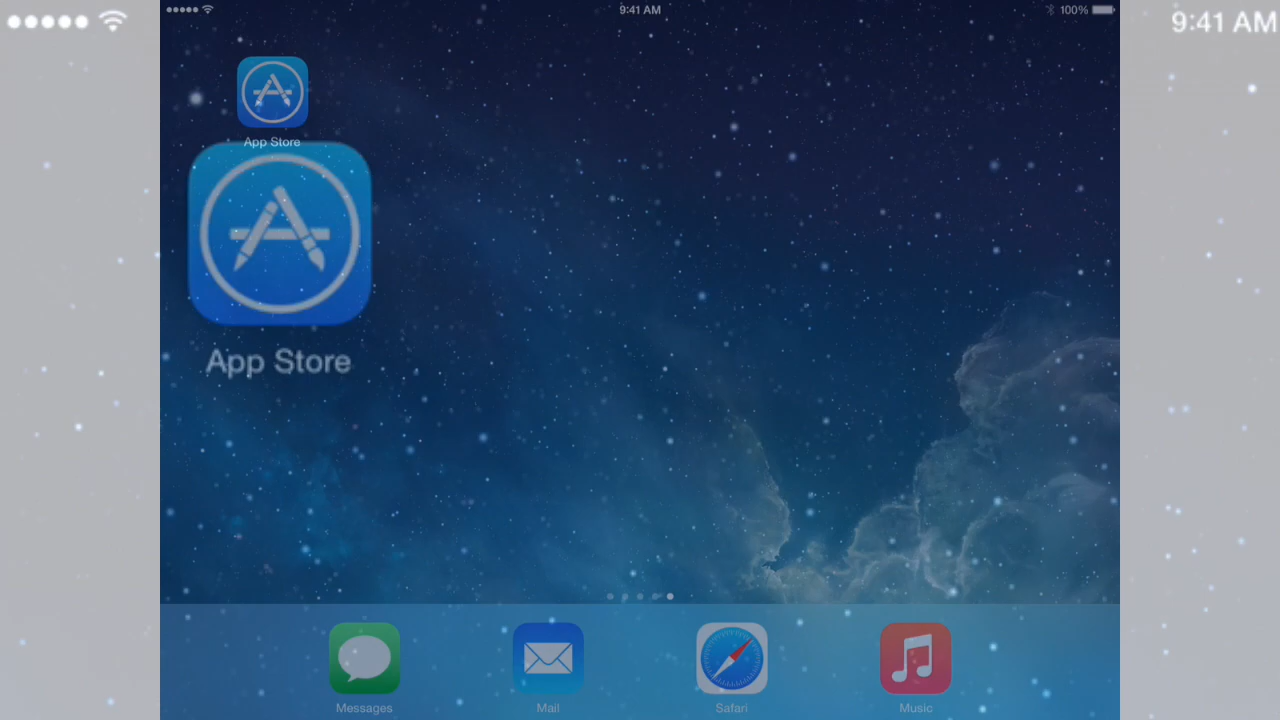 9:41 AM
100%
9:41 AM
App Store
App Store
Messages
Mail
Safari
Music